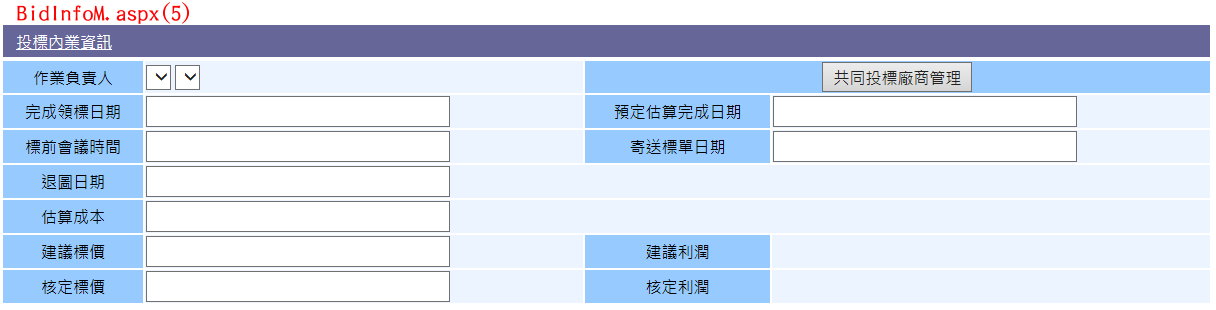 BidInfoM.aspx(5)
投標內業資訊
作業負責人 共同投標廠商管理
完成領標日期 預定估算完成日期
標前會議時間 寄送標單日期
退圖日期
估算成本
建議標價 建議利潤
核定標價 核定利潤